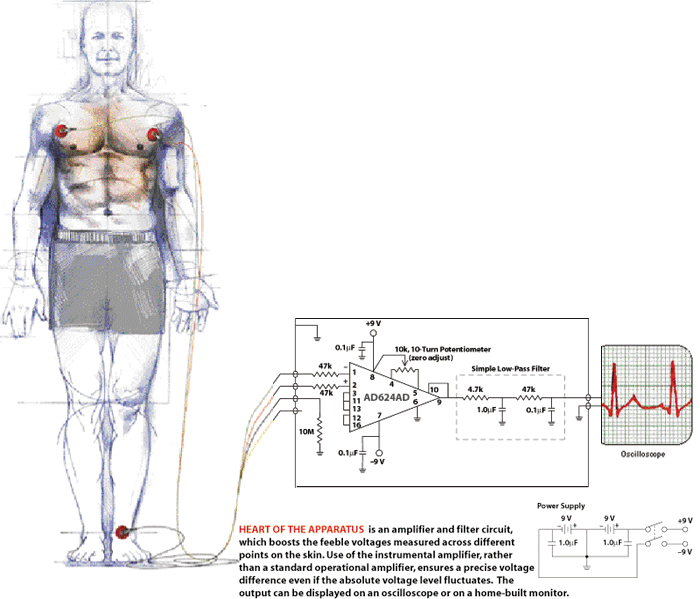 +9 V
0.1µF
10k, 10-Turn Potentiometer
(zero adjust)
Simple Low-Pass Filter
47k
– 1
+ 2
47k
3
11
13
12
16
8
4
5
6
10
9
7
AD624AD
4.7k
47k
1.0µF
0.1µF
10M
0.1µF
–9 V
Oscilloscope
HEART OF THE APPARATUS is an amplifier and filter circuit,
which boosts the feeble voltages measured across different
points on the skin. Use of the instrumental amplifier, rather
than a standard operational amplifier, ensures a precise voltage
difference even if the absolute voltage level fluctuates. The
output can be displayed on an oscilloscope or on a home-built monitor.
Power Supply
9 V
9 V
– +
– +
+9 V
1.0µF
1.0µF
–9 V